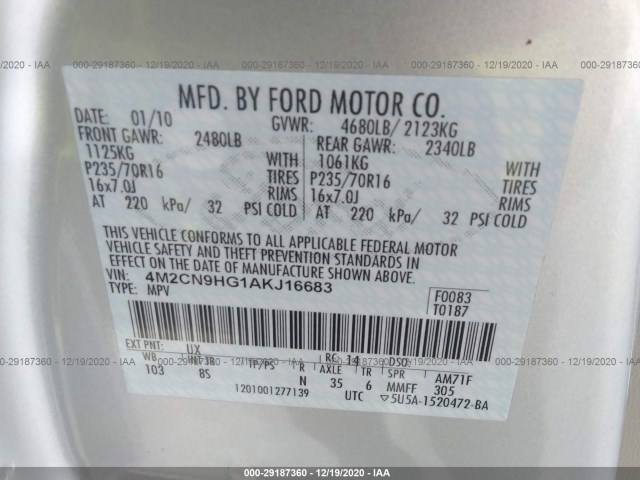 000-29187360 - 12/19/2020 - IAA
MFD. BY FORD MOTOR CO.
DATE: 01/10 GVWR: 4680LB/ 2123KG
FRONT GAWR: 2480LB REAR GAWR: 2340LB
1125KG WITH 1061KG WITH
P235/70R16 TIRES P235/70R16 TIRES
16x7.0J RIMS 16x7.0J RIMS
AT 220 kPa/ 32 PSI COLD AT 220 kPa/ 32 PSI COLD
THIS VEHICLE CONFORMS TO ALL APPLICABLE FEDERAL MOTOR
VEHICLE SAFETY AND THEFT PREVENTION STANDARDS IN
EFFECT ON THE DATE OF MANUFACTURE SHOWN ABOVE.
VIN: 4M2CN9HG1AKJ16683 F0083
TYPE: MPV T0187
EXT PNT: UX RC: 14 DSO:
WB INT TR TP/PS R AXLE TR SPR AM71F
103 8S N 35 6 MMFF 305
1201001277139 UTC ▽5U5A-1520472-BA
000-29187360 - 12/19/2020 - IAA